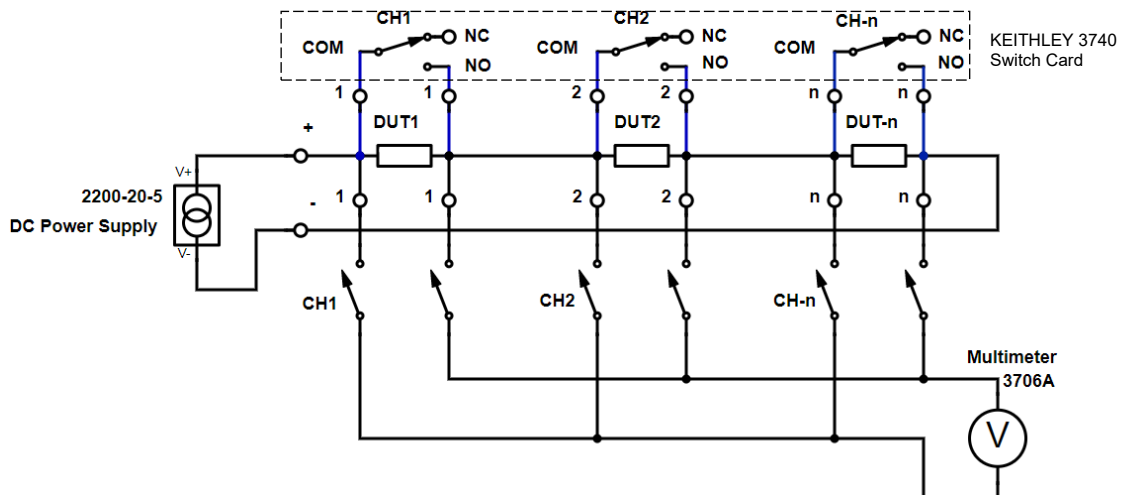 CH1
CH2
CH-n
COM
NC
NO
COM
NC
NO
COM
NC
NO
KEITHLEY 3740
Switch Card
1
1
2
2
n
n
+
DUT1
DUT2
DUT-n
V+
2200-20-5
DC Power Supply
V-
-
1
1
2
2
n
n
CH1
CH2
CH-n
Multimeter
3706A
V